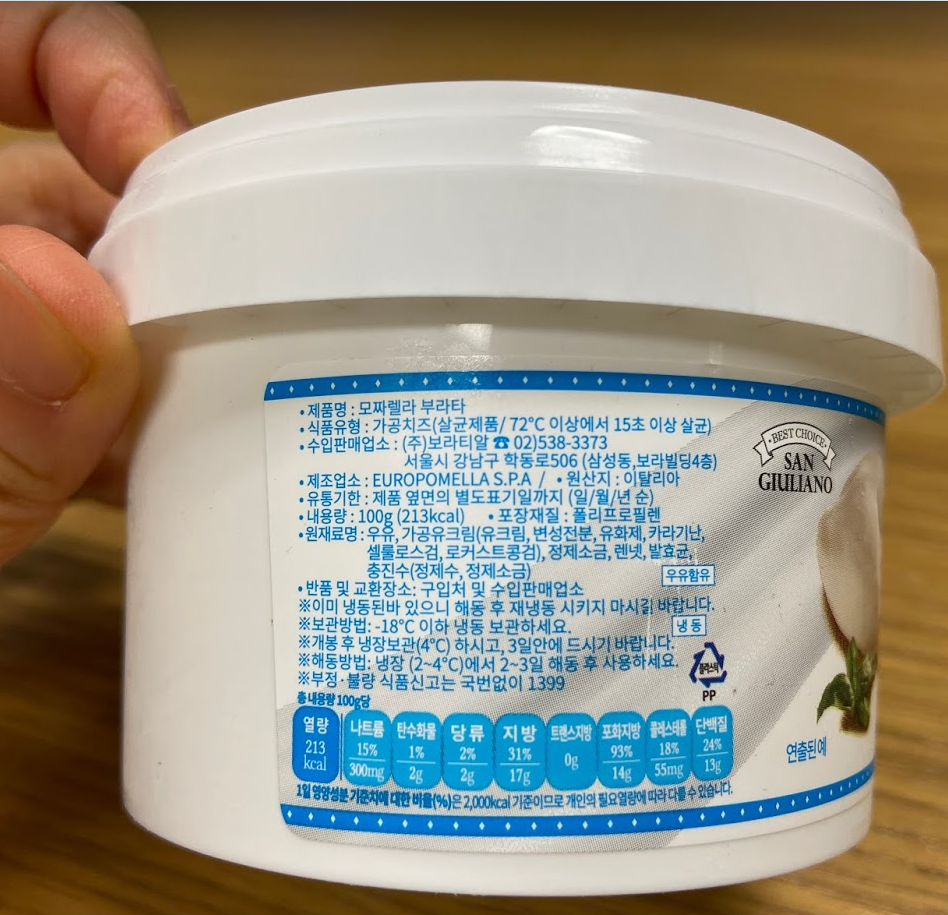 • 제품명 : 모짜렐라 부라타
• 식품유형 : 가공치즈(살균제품/ 72°C 이상에서 15초 이상 살균)
• 수입판매업소 : (주)보라티알 ☎ 02)538-3373
서울시 강남구 학동로506 (삼성동,보라빌딩4층)
• 제조업소 : EUROPOMELLA S.P.A / • 원산지 : 이탈리아
• 유통기한 : 제품 옆면의 별도표기일까지 (일/월/년 순)
• 내용량 : 100g (213kcal) • 포장재질 : 폴리프로필렌
• 원재료명 : 우유, 가공유크림(유크림, 변성전분, 유화제, 카라기난,
셀룰로스검, 로커스트콩검), 정제소금, 렌넷, 발효균,
충진수(정제수, 정제소금)
우유함유
• 반품 및 교환장소: 구입처 및 수입판매업소
※이미 냉동된바 있으니 해동 후 재냉동 시키지 마시길 바랍니다.
※보관방법: -18°C 이하 냉동 보관하세요.
냉동
※개봉 후 냉장보관(4°C) 하시고, 3일안에 드시기 바랍니다.
※해동방법: 냉장 (2~4°C)에서 2~3일 해동 후 사용하세요.
※부정·불량 식품신고는 국번없이 1399
플라스틱
PP
총 내용량 100g당
열량 나트륨 탄수화물 당류 지방 트랜스지방 포화지방 콜레스테롤 단백질
213 15% 1% 2% 31% 0g 93% 18% 24%
kcal 300mg 2g 2g 17g 14g 55mg 13g
1일 영양성분 기준치에 대한 비율(%)은 2,000kcal 기준이므로 개인의 필요열량에 따라 다를 수 있습니다.
BEST CHOICE
SAN
GIULIANO
연출된 예